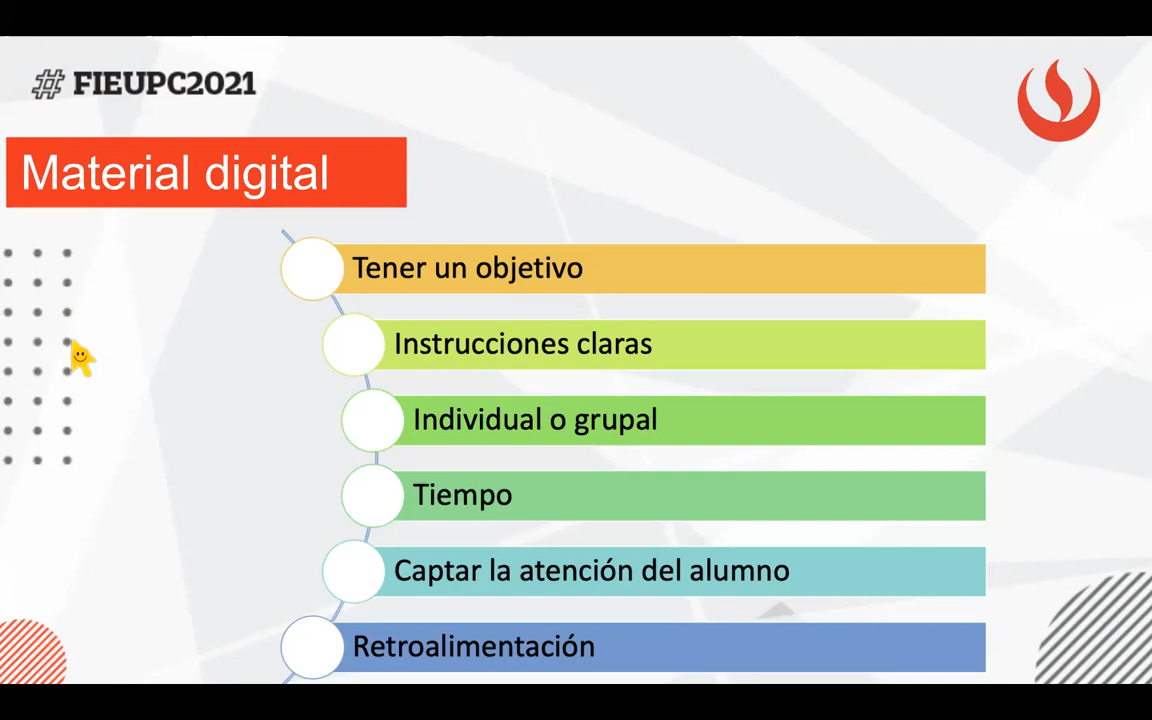 # FIEUPC2021
Material digital
Tener un objetivo
Instrucciones claras
Individual o grupal
Tiempo
Captar la atención del alumno
Retroalimentación